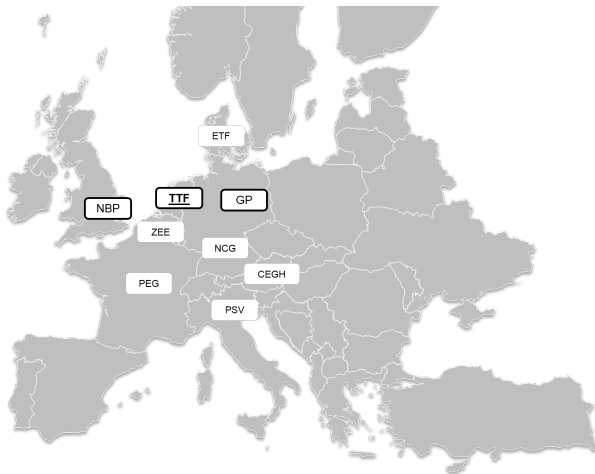 ETF
TTF
GP
NBP
ZEE
NCG
CEGH
PEG
PSV